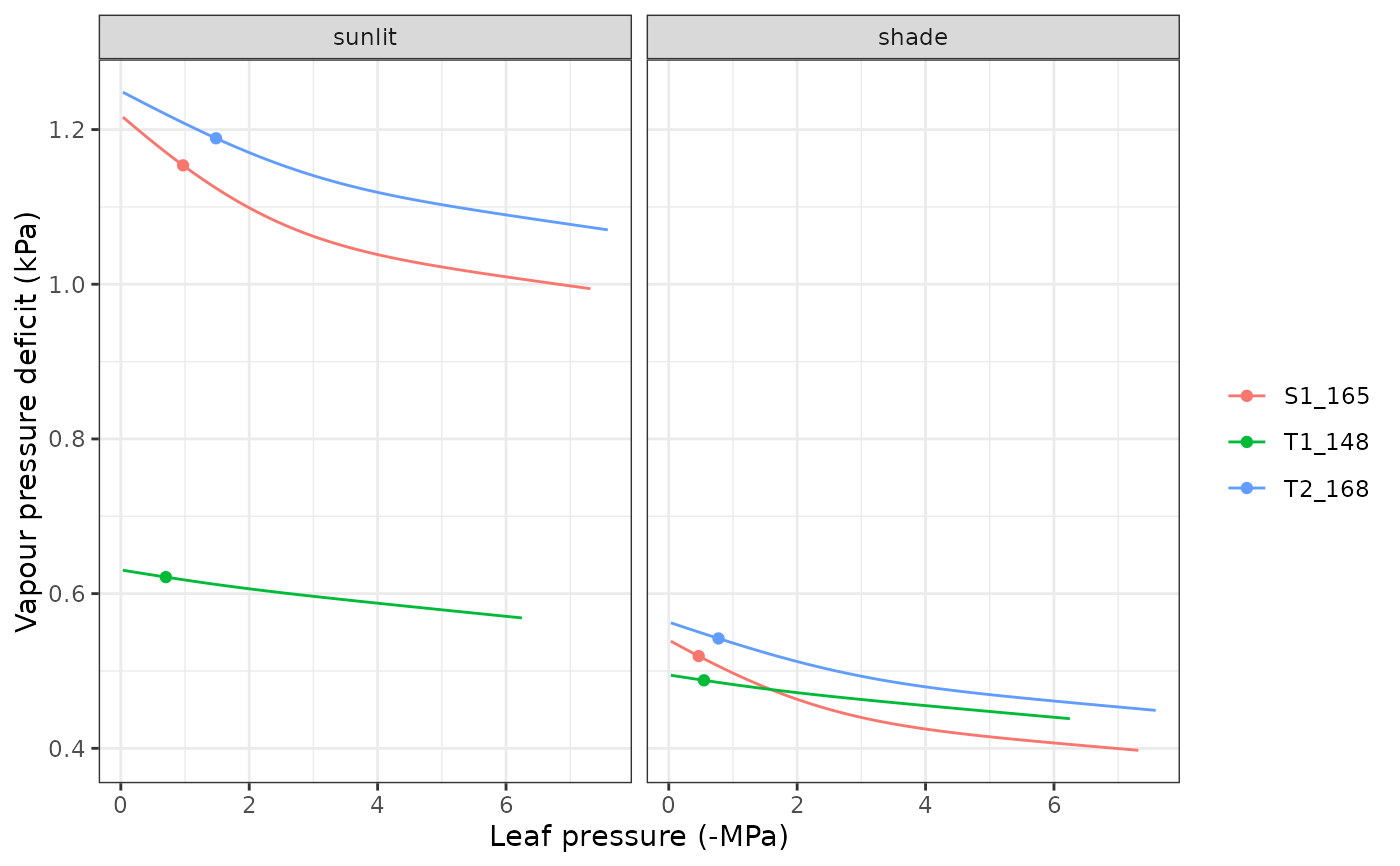 sunlit
shade
Vapour pressure deficit (kPa)
1.2
1.0
0.8
0.6
0.4
0 2 4 6
0 2 4 6
Leaf pressure (-MPa)
S1_165
T1_148
T2_168